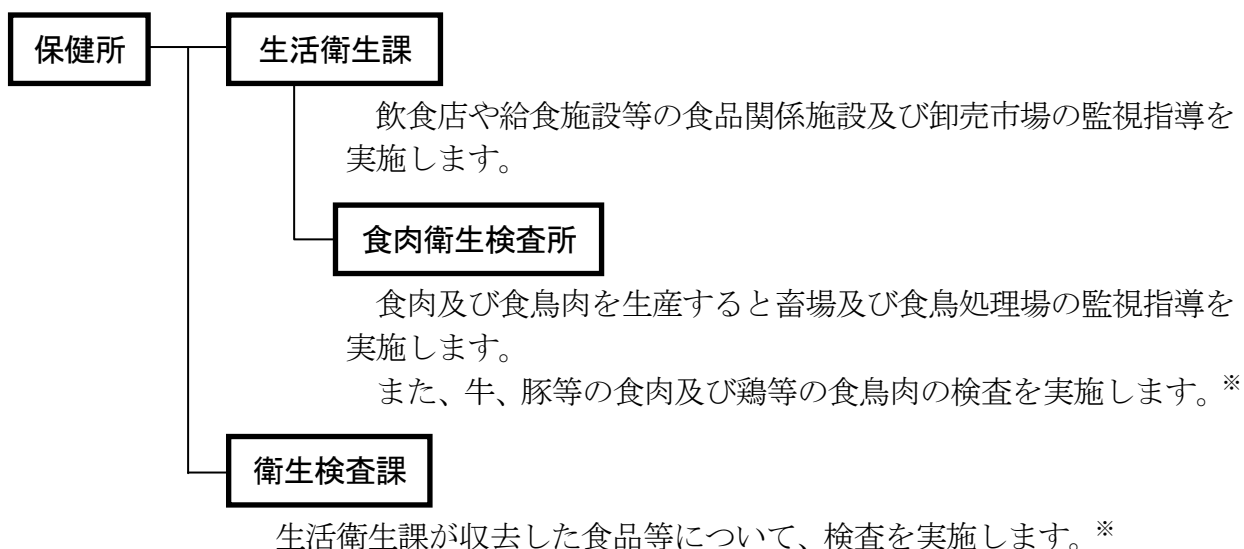 保健所
生活衛生課
飲食店や給食施設等の食品関係施設及び卸売市場の監視指導を
実施します。
食肉衛生検査所
食肉及び食鳥肉を生産すると畜場及び食鳥処理場の監視指導を
実施します。
また、牛、豚等の食肉及び鶏等の食鳥肉の検査を実施します。※
衛生検査課
生活衛生課が収去した食品等について、検査を実施します。※